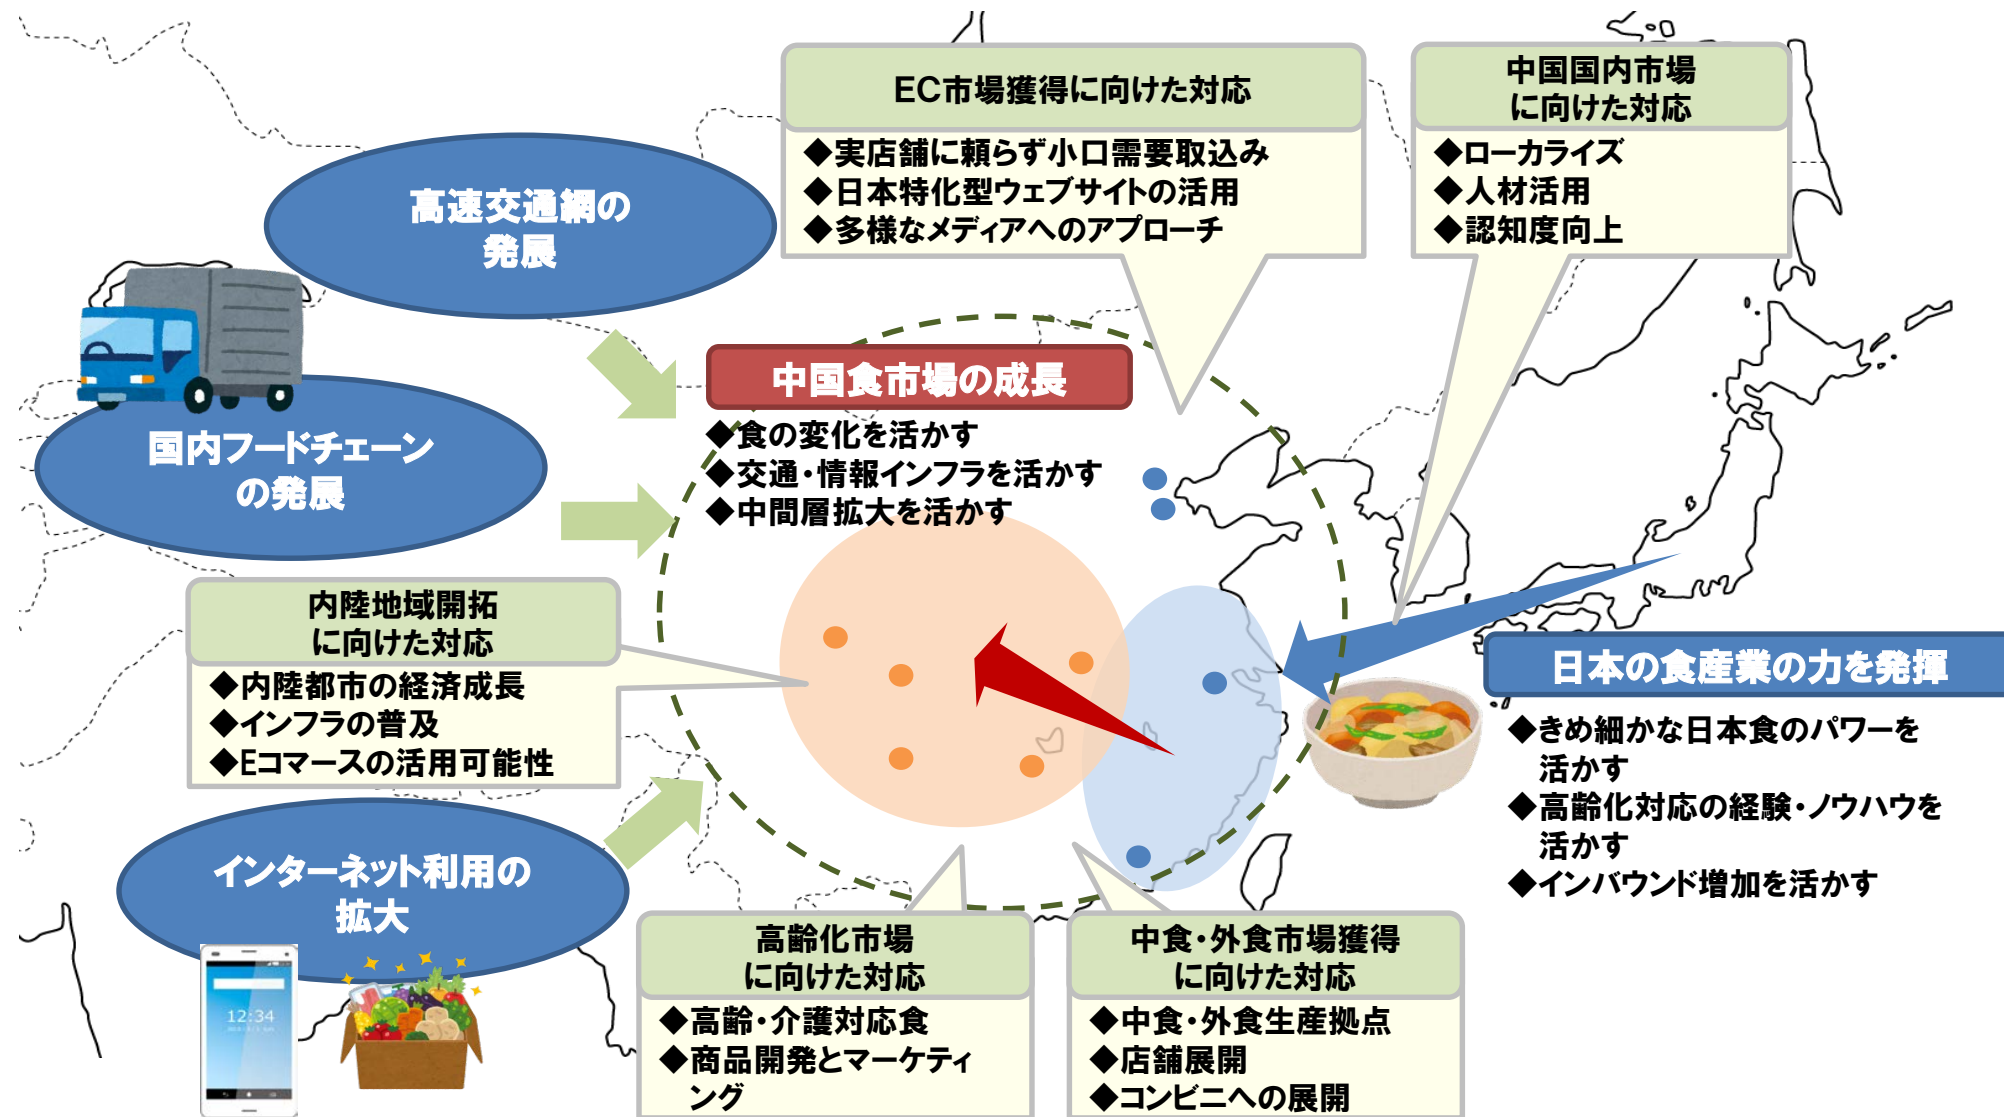 EC市場獲得に向けた対応
◆実店舗に頼らず小口需要取込み
◆日本特化型ウェブサイトの活用
◆多様なメディアへのアプローチ
中国国内市場
に向けた対応
◆ローカライズ
◆人材活用
◆認知度向上
高速交通網の
発展
中国食市場の成長
◆食の変化を活かす
◆交通・情報インフラを活かす
◆中間層拡大を活かす
国内フードチェーン
の発展
内陸地域開拓
に向けた対応
◆内陸都市の経済成長
◆インフラの普及
◆Eコマースの活用可能性
日本の食産業の力を発揮
◆きめ細かな日本食のパワーを
活かす
◆高齢化対応の経験・ノウハウを
活かす
◆インバウンド増加を活かす
インターネット利用の
拡大
12:34
高齢化市場
に向けた対応
◆高齢・介護対応食
◆商品開発とマーケティ
ング
中食・外食市場獲得
に向けた対応
◆中食・外食生産拠点
◆店舗展開
◆コンビニへの展開